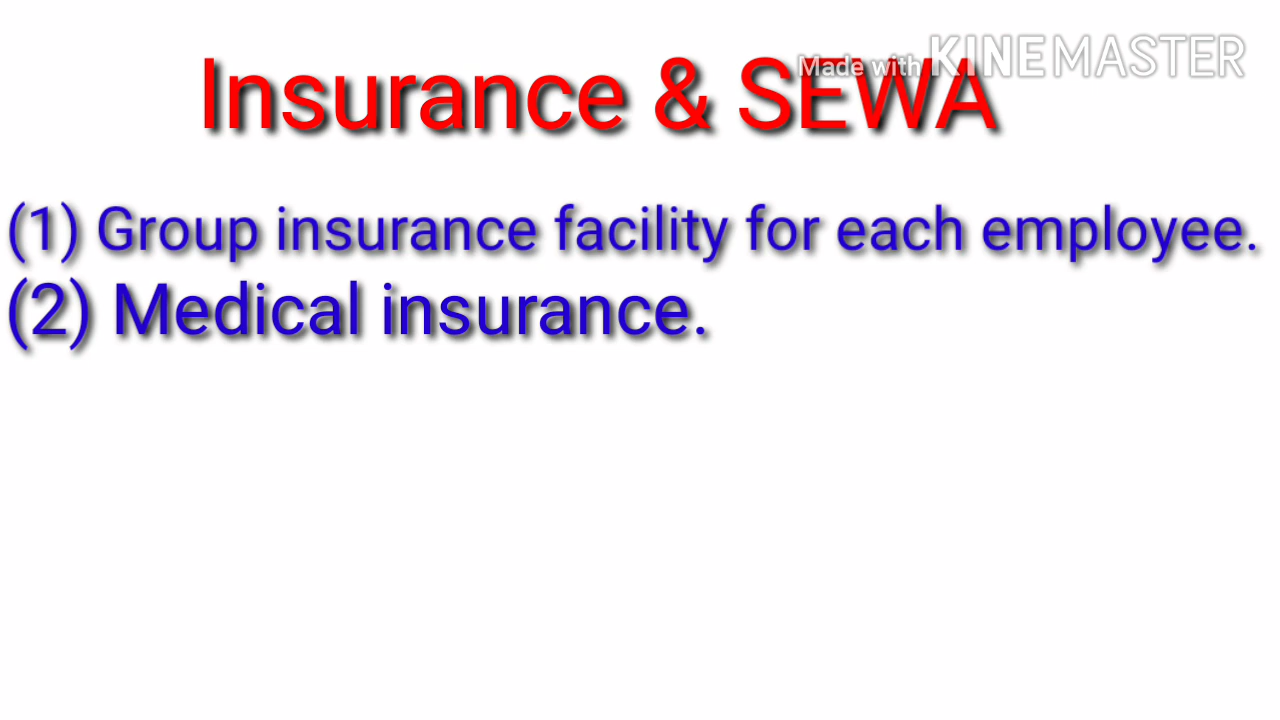 Made with KINEMASTER
Insurance & SEWA
(1) Group insurance facility for each employee.
(2) Medical insurance.